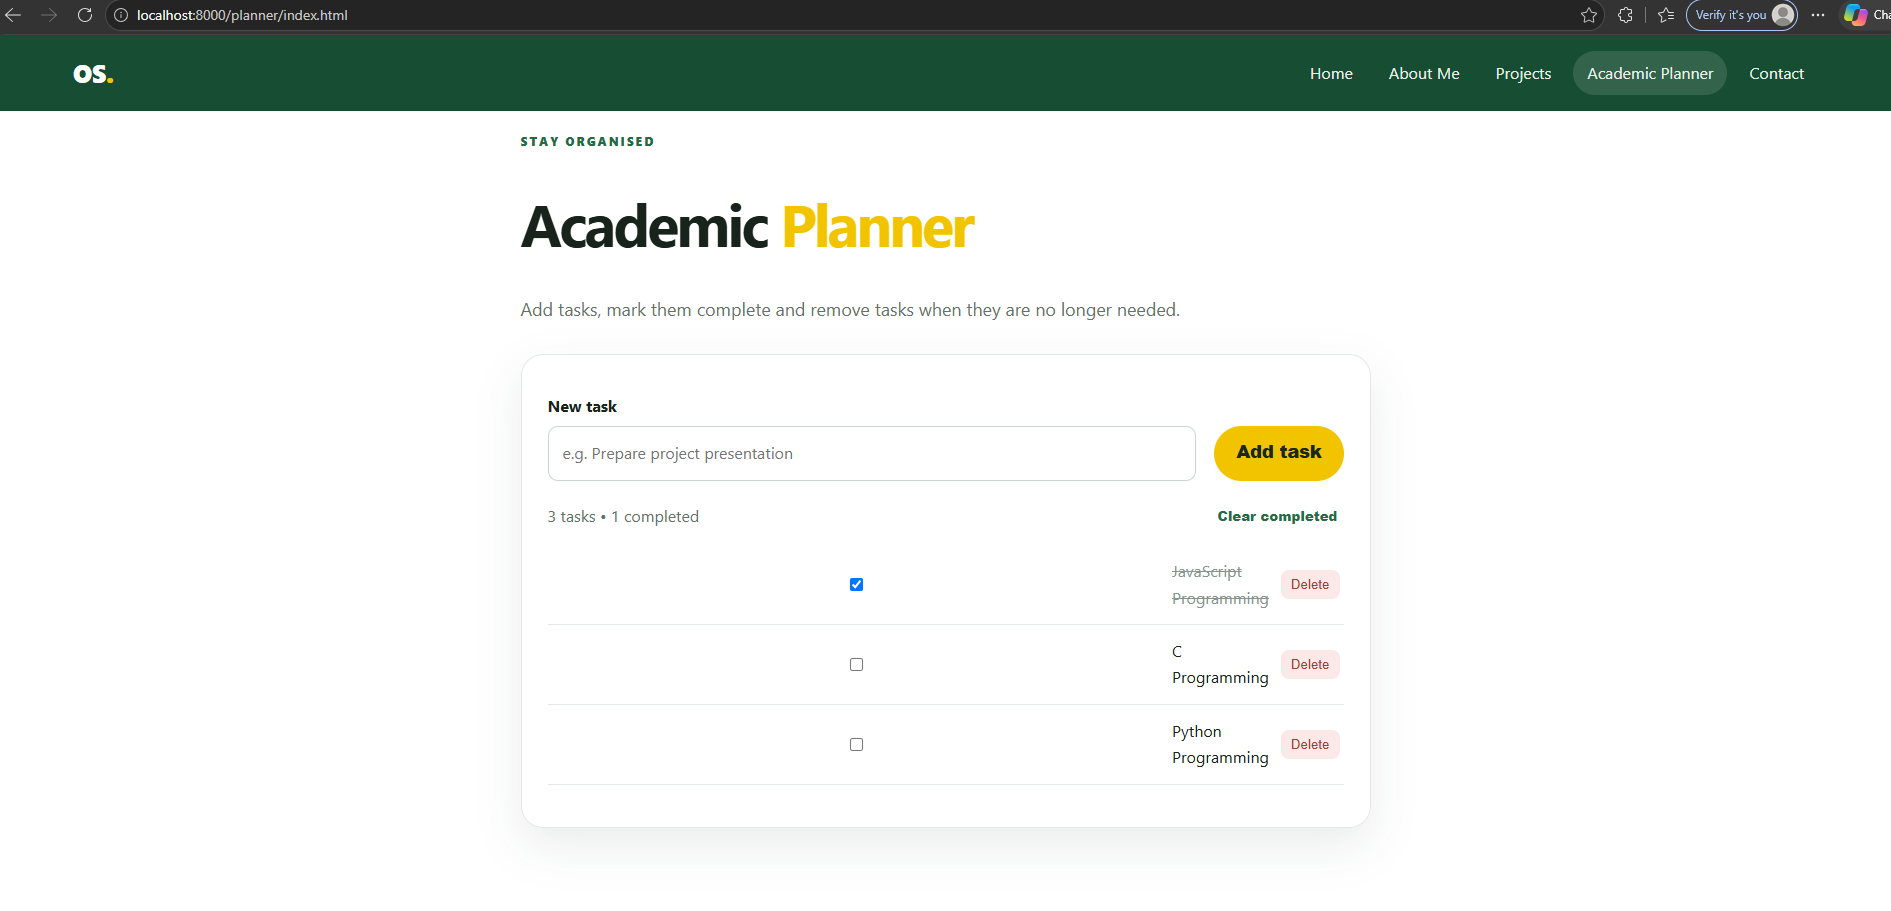 localhost:8000/planner/index.html
Verify it's you
OS.
Home
About Me
Projects
Academic Planner
Contact
STAY ORGANISED
Academic Planner
Add tasks, mark them complete and remove tasks when they are no longer needed.
New task
e.g. Prepare project presentation
Add task
3 tasks • 1 completed
Clear completed
JavaScript
Programming
Delete
C
Programming
Delete
Python
Programming
Delete